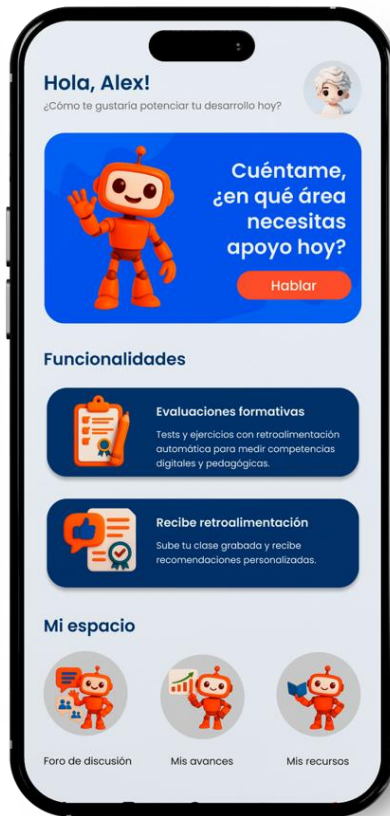 Hola, Alex!
¿Cómo te gustaría potenciar tu desarrollo hoy?
Cuéntame,
¿en qué área
necesitas
apoyo hoy?
Hablar
Funcionalidades
Evaluaciones formativas
Tests y ejercicios con retroalimentación
automática para medir competencias
digitales y pedagógicas.
Recibe retroalimentación
Sube tu clase grabada y recibe
recomendaciones personalizadas.
Mi espacio
Foro de discusión
Mis avances
Mis recursos